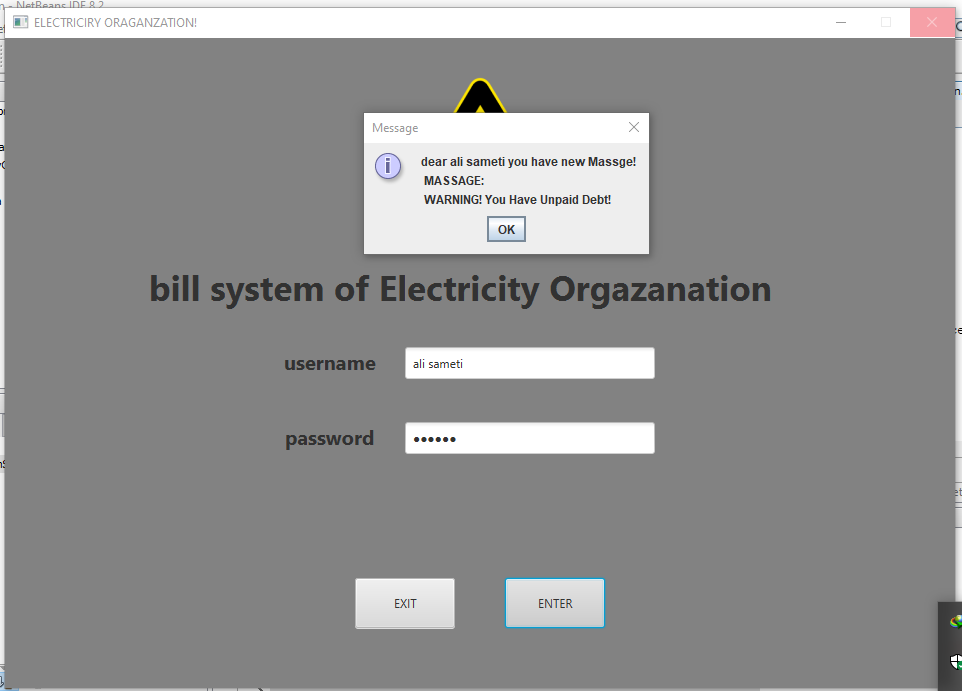 NetBeans IDE 8.2
ELECTRICIRY ORAGANZATION!
Message
dear ali sameti you have new Massge!
MASSAGE:
WARNING! You Have Unpaid Debt!
OK
bill system of Electricity Orgazanation
username
ali sameti
password
••••••
EXIT
ENTER